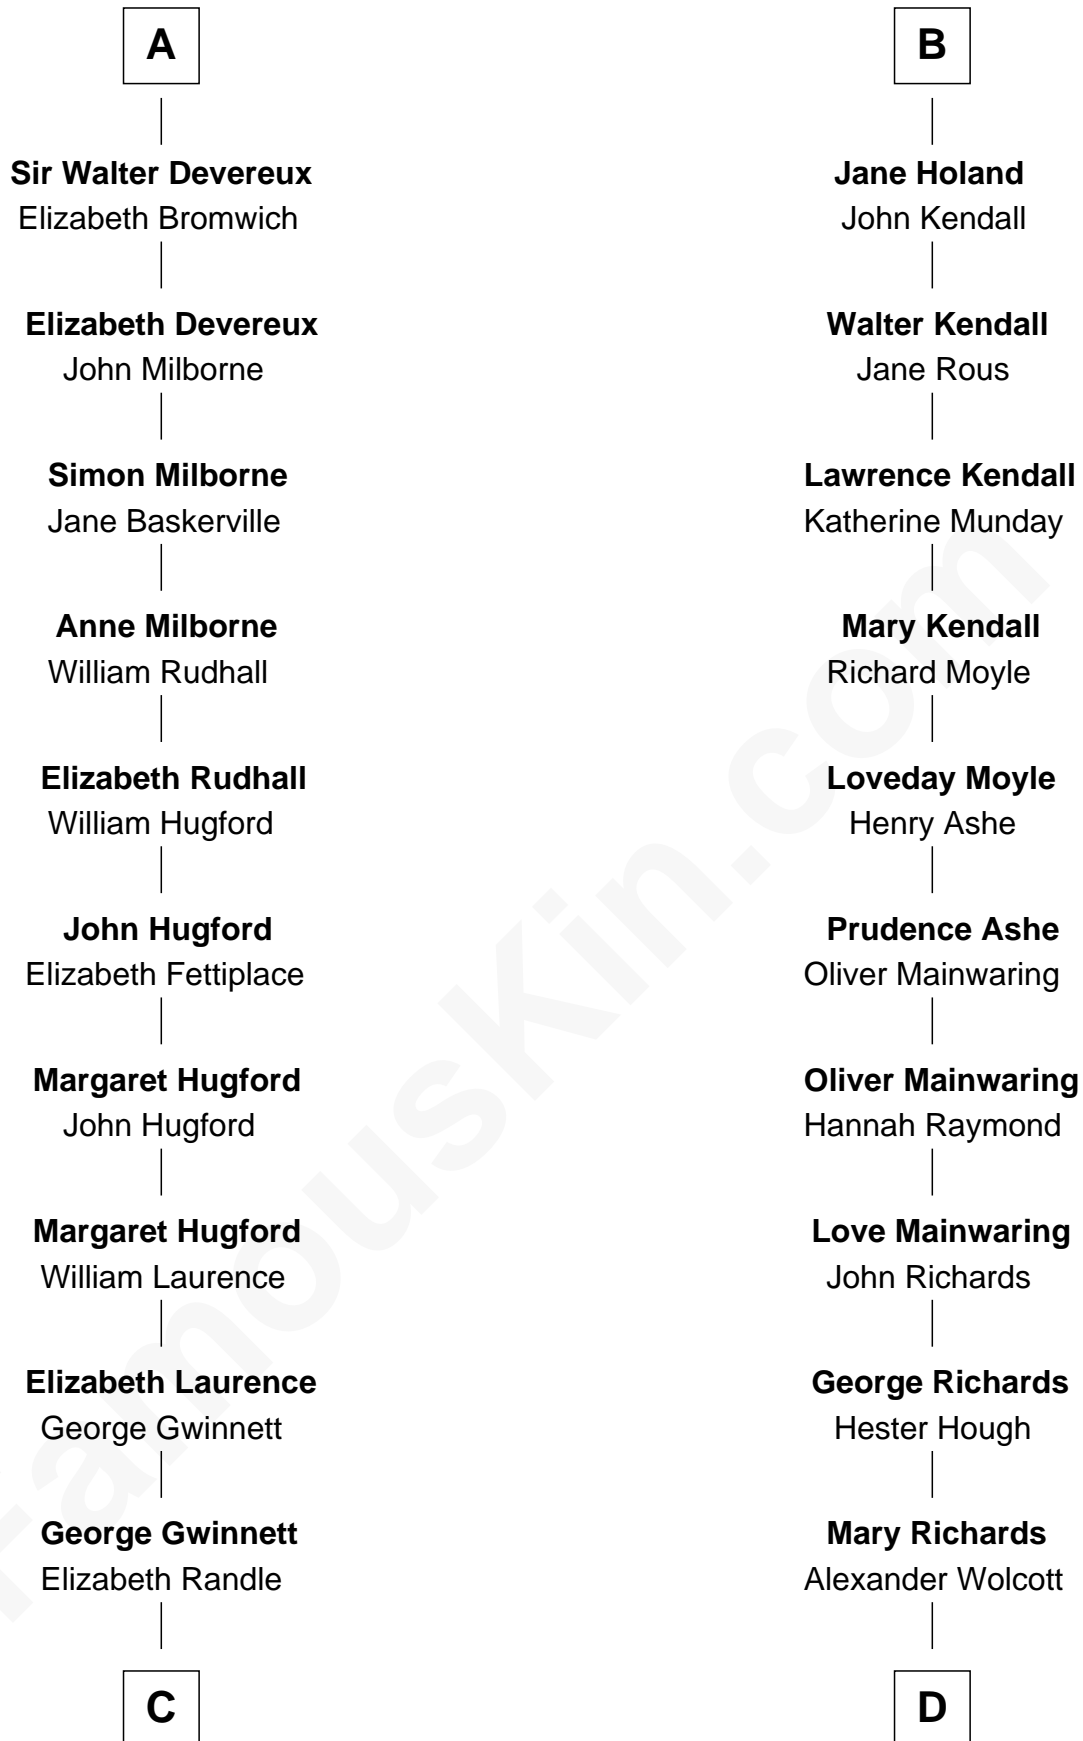 A
Sir Walter Devereux
Elizabeth Bromwich
Elizabeth Devereux
John Milborne
Simon Milborne
Jane Baskerville
Anne Milborne
William Rudhall
Elizabeth Rudhall
William Hugford
John Hugford
Elizabeth Fettiplace
Margaret Hugford
John Hugford
Margaret Hugford
William Laurence
Elizabeth Laurence
George Gwinnett
George Gwinnett
Elizabeth Randle
C
B
Jane Holand
John Kendall
Walter Kendall
Jane Rous
Lawrence Kendall
Katherine Munday
Mary Kendall
Richard Moyle
Loveday Moyle
Henry Ashe
Prudence Ashe
Oliver Mainwaring
Oliver Mainwaring
Hannah Raymond
Love Mainwaring
John Richards
George Richards
Hester Hough
Mary Richards
Alexander Wolcott
D
FamousKin.com